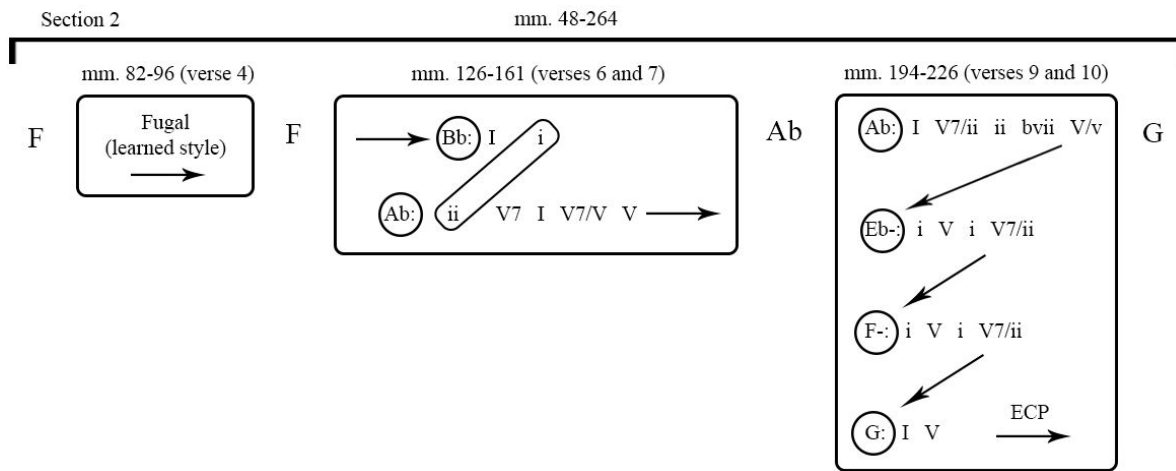 Section 2 mm. 48-264
mm. 82-96 (verse 4) mm. 126-161 (verses 6 and 7) mm. 194-226 (verses 9 and 10)
F
Fugal
(learned style)
F
Bb: I i
Ab: ii V7 I V7/V V
Ab
Ab: I V7/ii ii bvii V/v
Eb-: i V i V7/ii
F-: i V i V7/ii
G: I V ECP
G